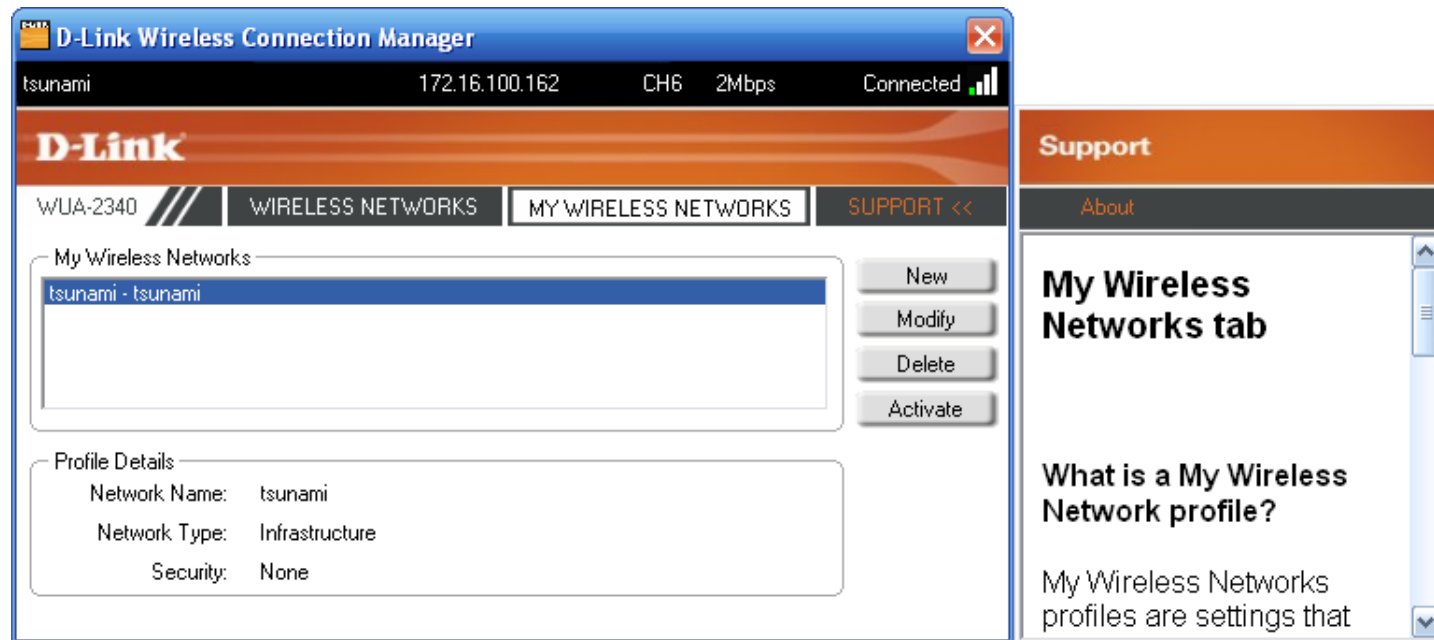 D-Link Wireless Connection Manager
tsunami 172.16.100.162 CH6 2Mbps Connected
D-Link
WUA-2340 WIRELESS NETWORKS MY WIRELESS NETWORKS SUPPORT <<
My Wireless Networks
tsunami - tsunami
New
Modify
Delete
Activate
Profile Details
Network Name: tsunami
Network Type: Infrastructure
Security: None
Support
About
My Wireless
Networks tab
What is a My Wireless
Network profile?
My Wireless Networks
profiles are settings that